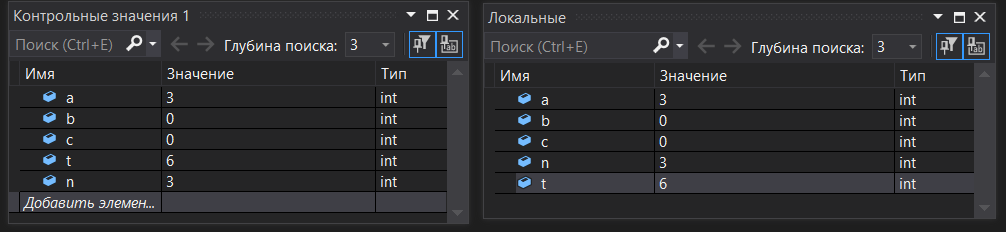 Контрольные значения 1
Поиск (Ctrl+E) Глубина поиска: 3
Имя Значение Тип
a 3 int
b 0 int
c 0 int
t 6 int
n 3 int
Добавить элемен...
Локальные
Поиск (Ctrl+E) Глубина поиска: 3
Имя Значение Тип
a 3 int
b 0 int
c 0 int
n 3 int
t 6 int